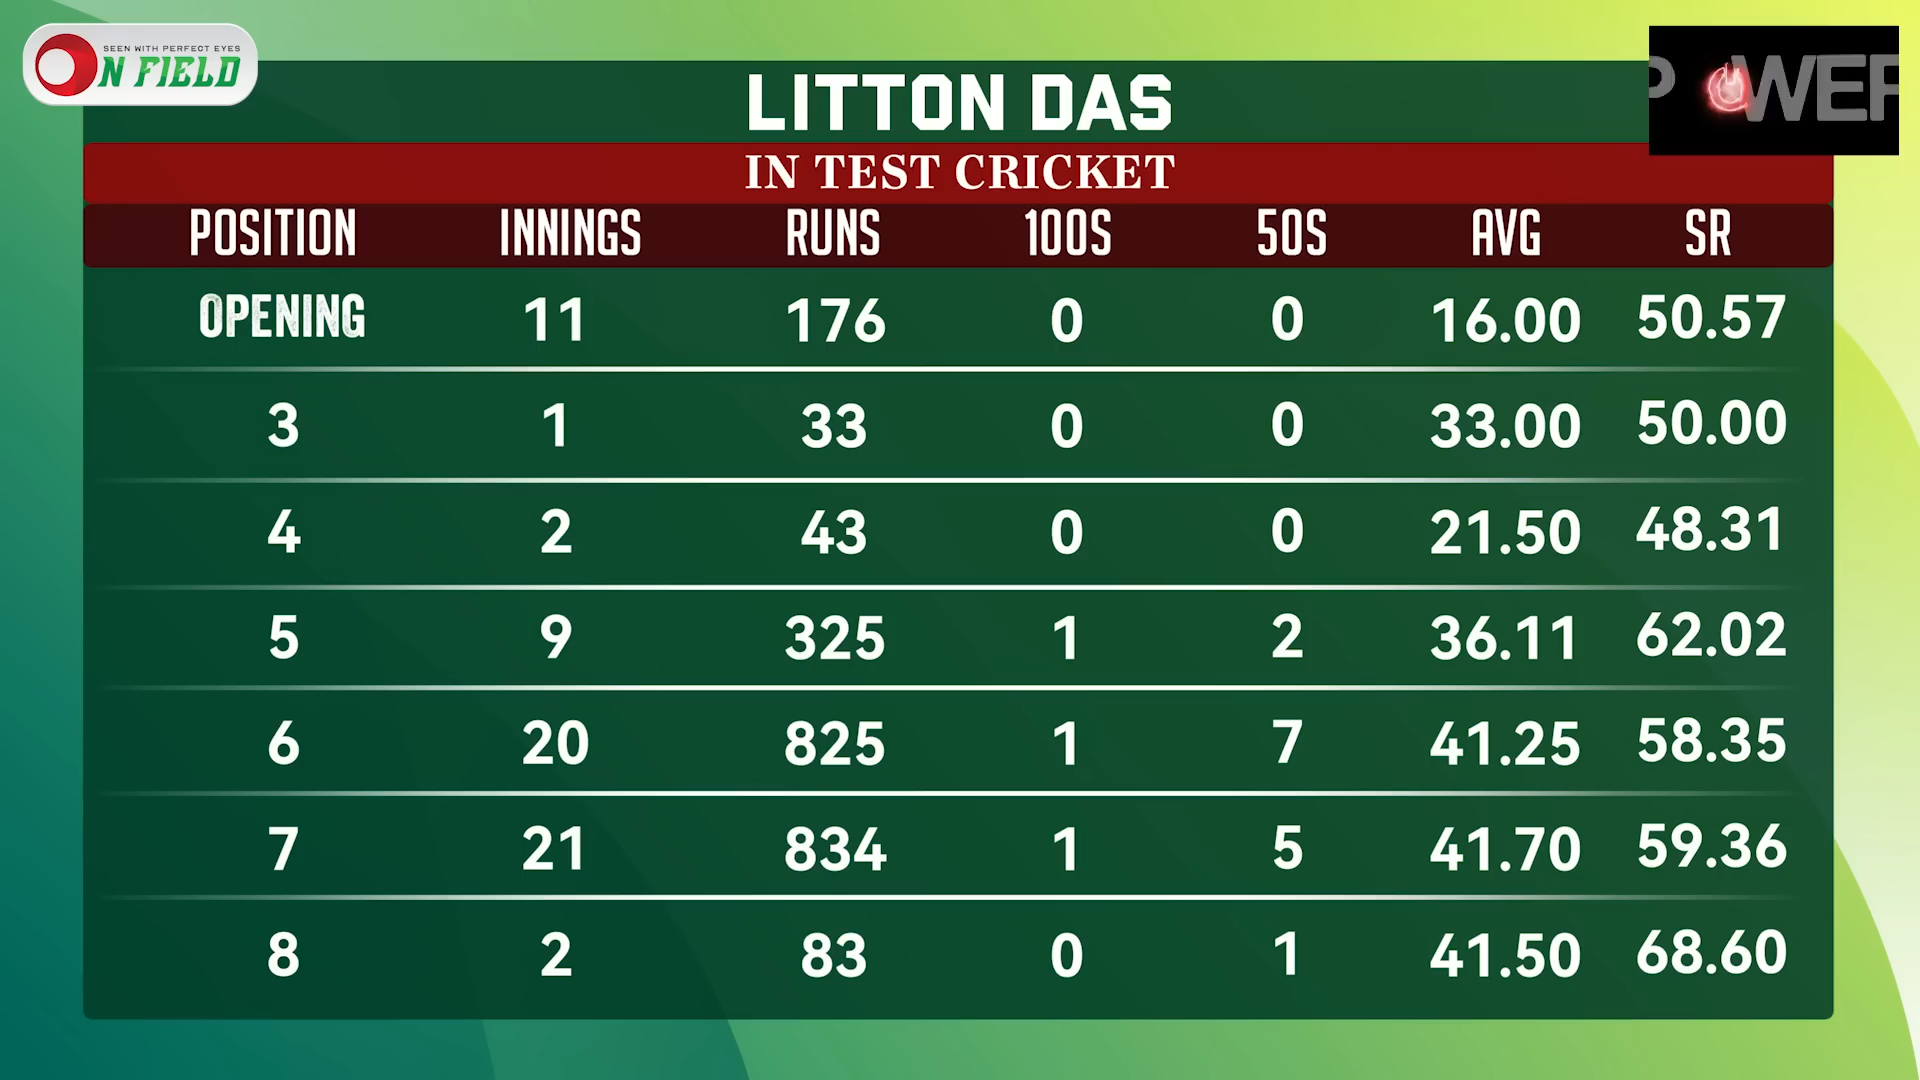 SEEN WITH PERFECT EYES
ON FIELD
POWER
LITTON DAS
IN TEST CRICKET
POSITION INNINGS RUNS 100S 50S AVG SR
OPENING 11 176 0 0 16.00 50.57
3 1 33 0 0 33.00 50.00
4 2 43 0 0 21.50 48.31
5 9 325 1 2 36.11 62.02
6 20 825 1 7 41.25 58.35
7 21 834 1 5 41.70 59.36
8 2 83 0 1 41.50 68.60